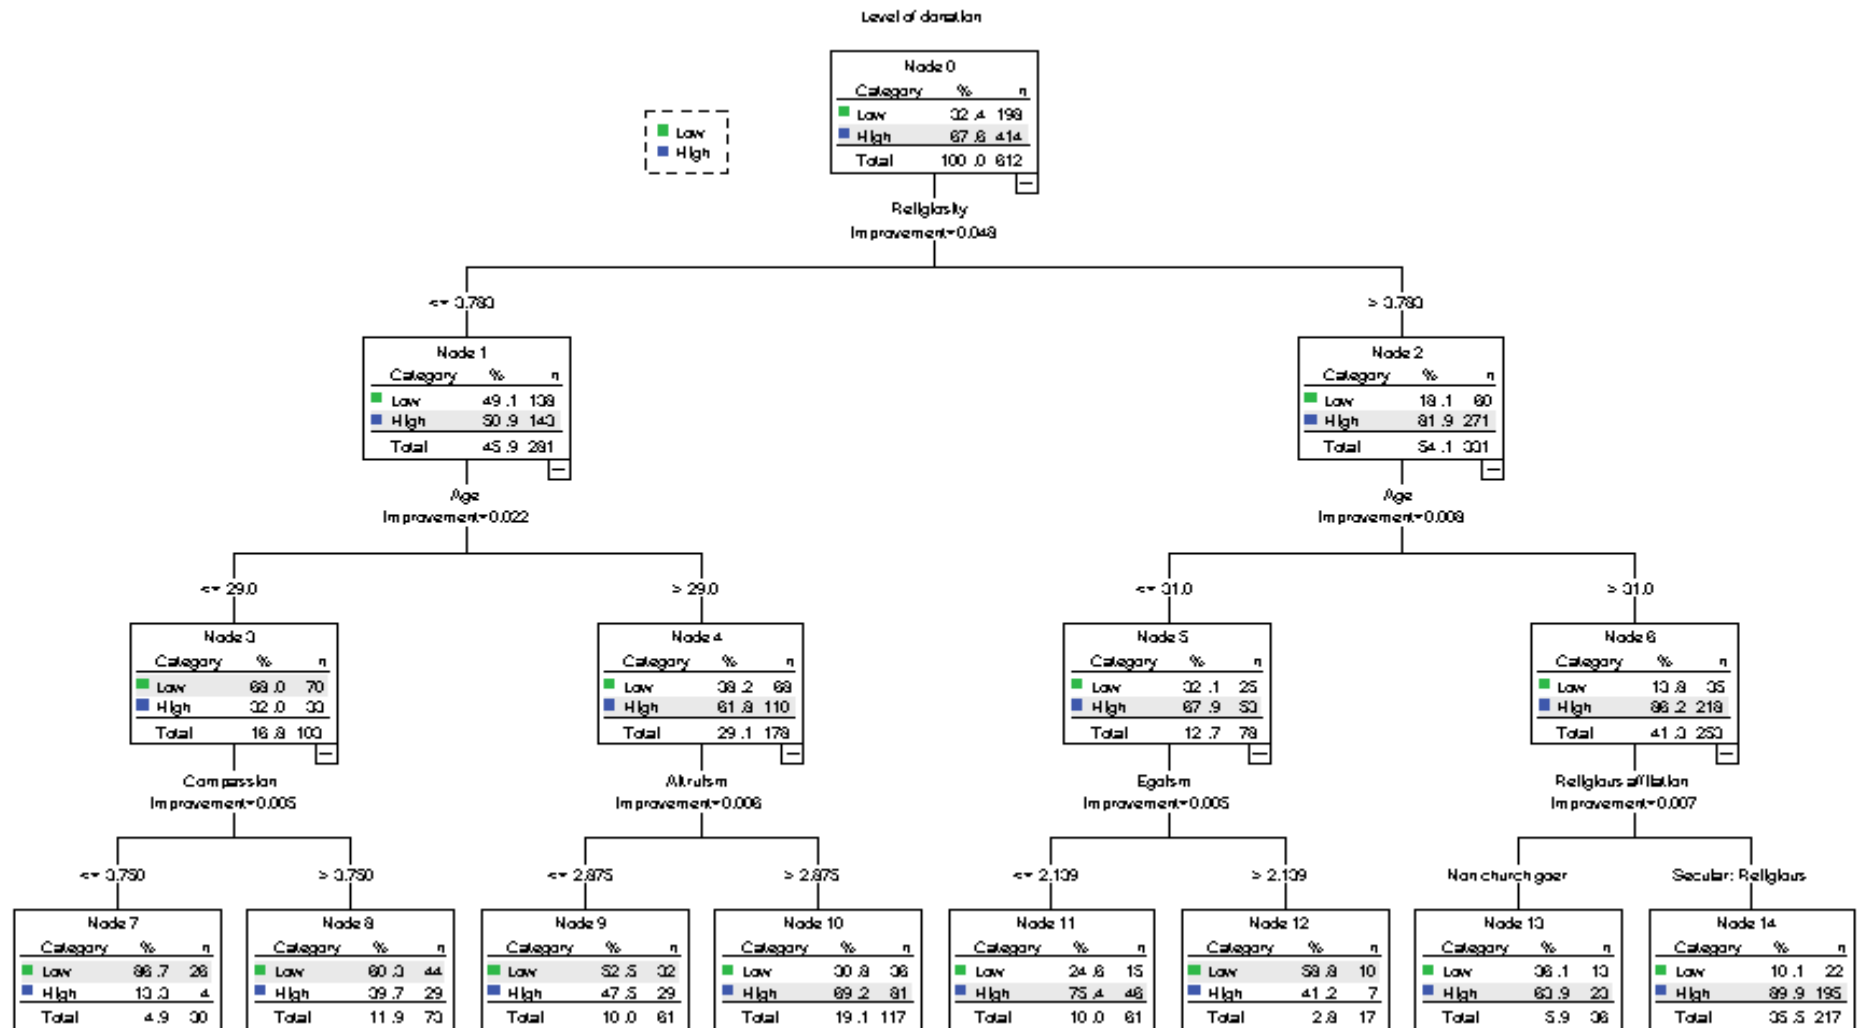 Level of donation
Node 0
Category % n
Low 32.4 198
High 67.6 414
Total 100.0 612
Low
High
Religiosity
Improvement=0.048
<= 3.783
> 3.783
Node 1
Category % n
Low 49.1 138
High 50.9 143
Total 45.9 281
Node 2
Category % n
Low 18.1 60
High 81.9 271
Total 54.1 331
Age
Improvement=0.022
Age
Improvement=0.008
<= 29.0
> 29.0
<= 31.0
> 31.0
Node 3
Category % n
Low 68.0 70
High 32.0 33
Total 16.8 103
Node 4
Category % n
Low 38.2 68
High 61.8 110
Total 29.1 178
Node 5
Category % n
Low 32.1 25
High 67.9 53
Total 12.7 78
Node 6
Category % n
Low 13.8 35
High 86.2 218
Total 41.3 253
Compassion
Improvement=0.005
Altruism
Improvement=0.006
Egoism
Improvement=0.005
Religious affiliation
Improvement=0.007
<= 3.750
> 3.750
<= 2.875
> 2.875
<= 2.139
> 2.139
Non church goer
Secular; Religious
Node 7
Category % n
Low 86.7 26
High 13.3 4
Total 4.9 30
Node 8
Category % n
Low 60.3 44
High 39.7 29
Total 11.9 73
Node 9
Category % n
Low 52.5 32
High 47.5 29
Total 10.0 61
Node 10
Category % n
Low 30.8 36
High 69.2 81
Total 19.1 117
Node 11
Category % n
Low 24.6 15
High 75.4 46
Total 10.0 61
Node 12
Category % n
Low 58.8 10
High 41.2 7
Total 2.8 17
Node 13
Category % n
Low 36.1 13
High 63.9 23
Total 5.9 36
Node 14
Category % n
Low 10.1 22
High 89.9 195
Total 35.5 217